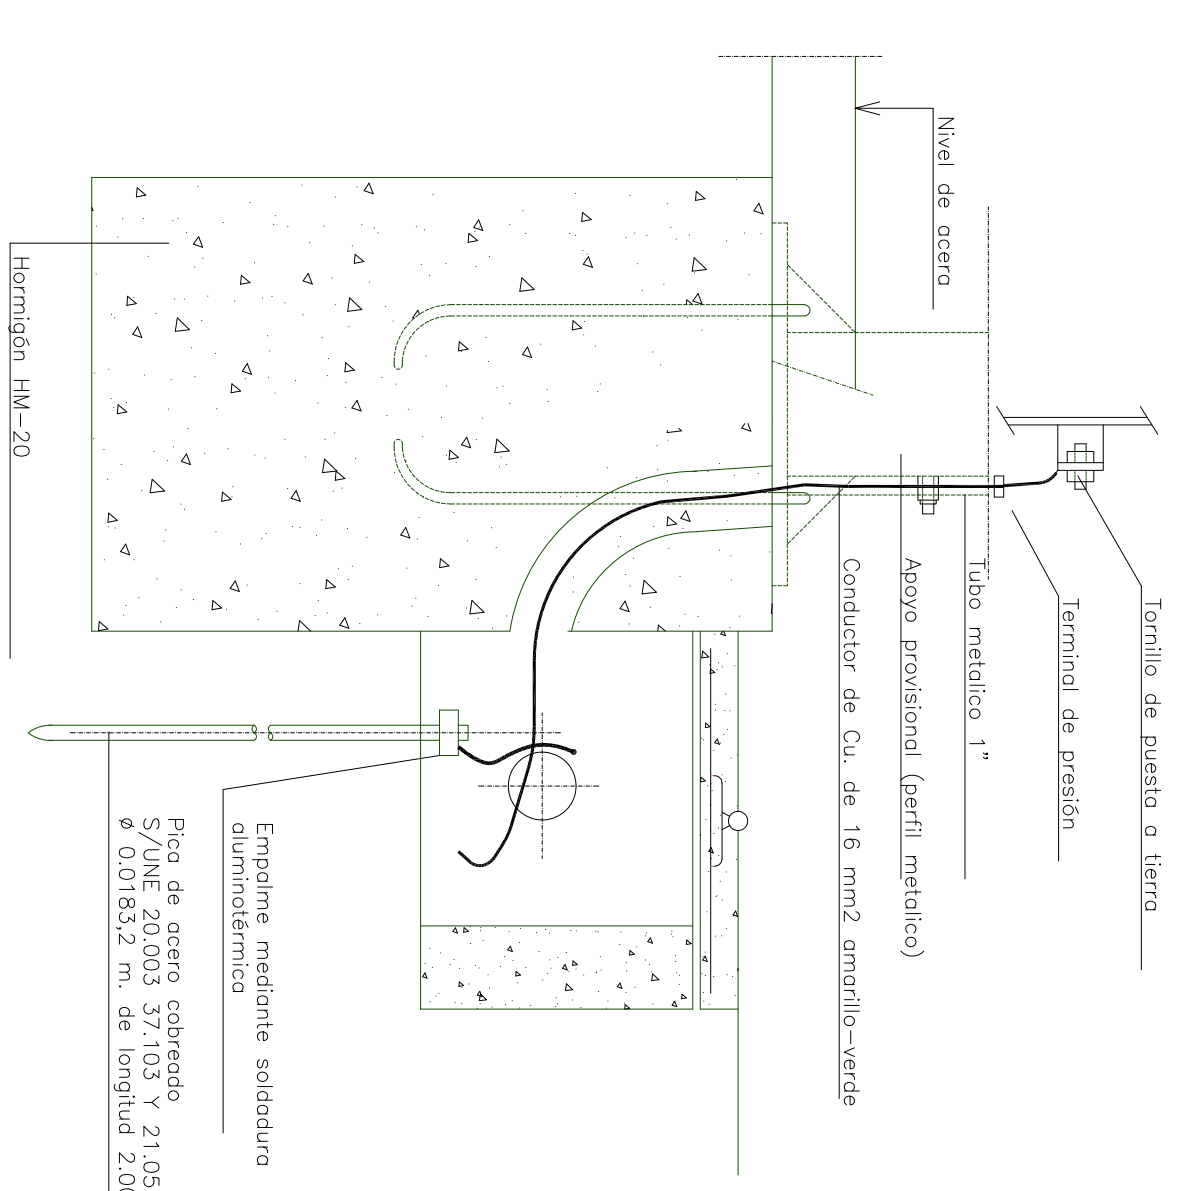 Tornillo de puesta a tierra
Terminal de presión
Tubo metalico 1"
Nivel de acera
Apoyo provisional (perfil metalico)
Conductor de Cu. de 16 mm2 amarillo-verde
Empalme mediante soldadura
aluminotérmica
Pica de acero cobreado
S/UNE 20.003 37.103 Y 21.05
ø 0.0183,2 m. de longitud 2.00
Hormigón HM-20